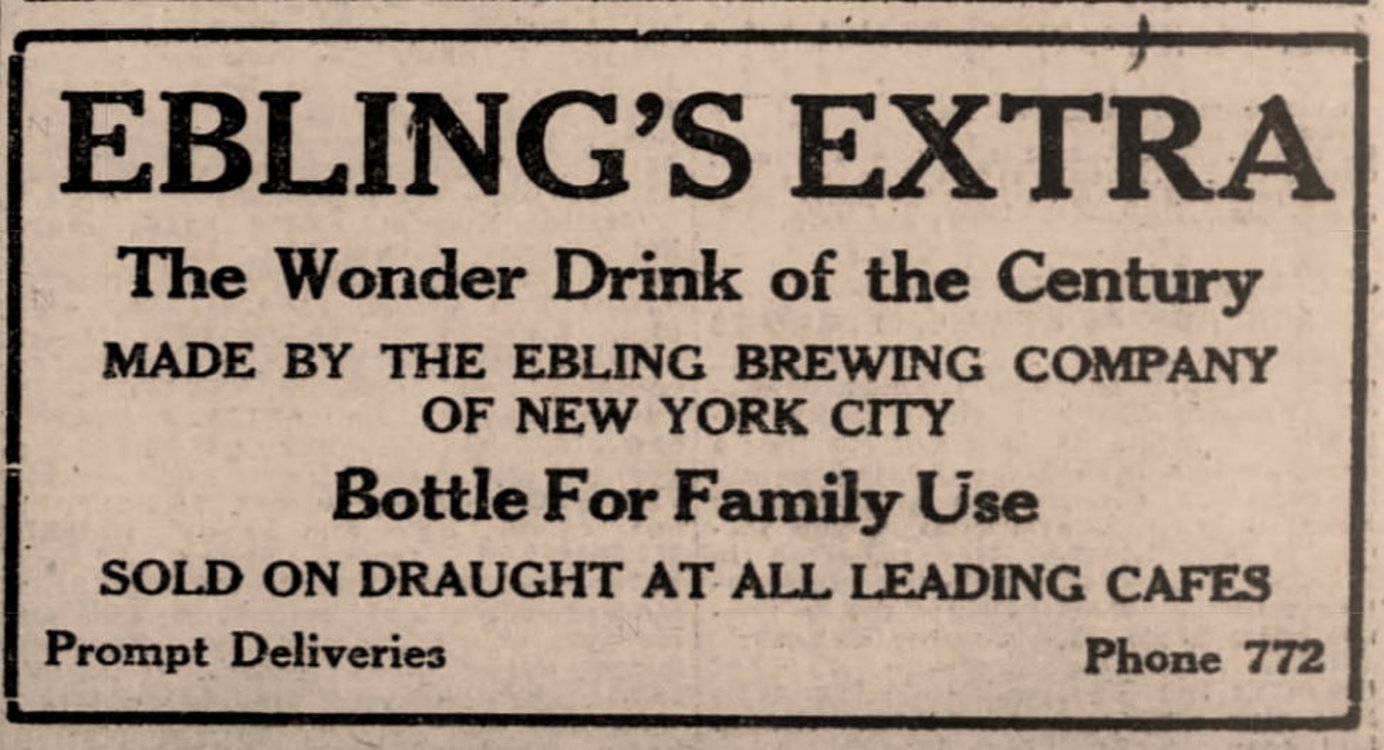 EBLING'S EXTRA
The Wonder Drink of the Century
MADE BY THE EBLING BREWING COMPANY
OF NEW YORK CITY
Bottle For Family Use
SOLD ON DRAUGHT AT ALL LEADING CAFES
Prompt Deliveries Phone 772